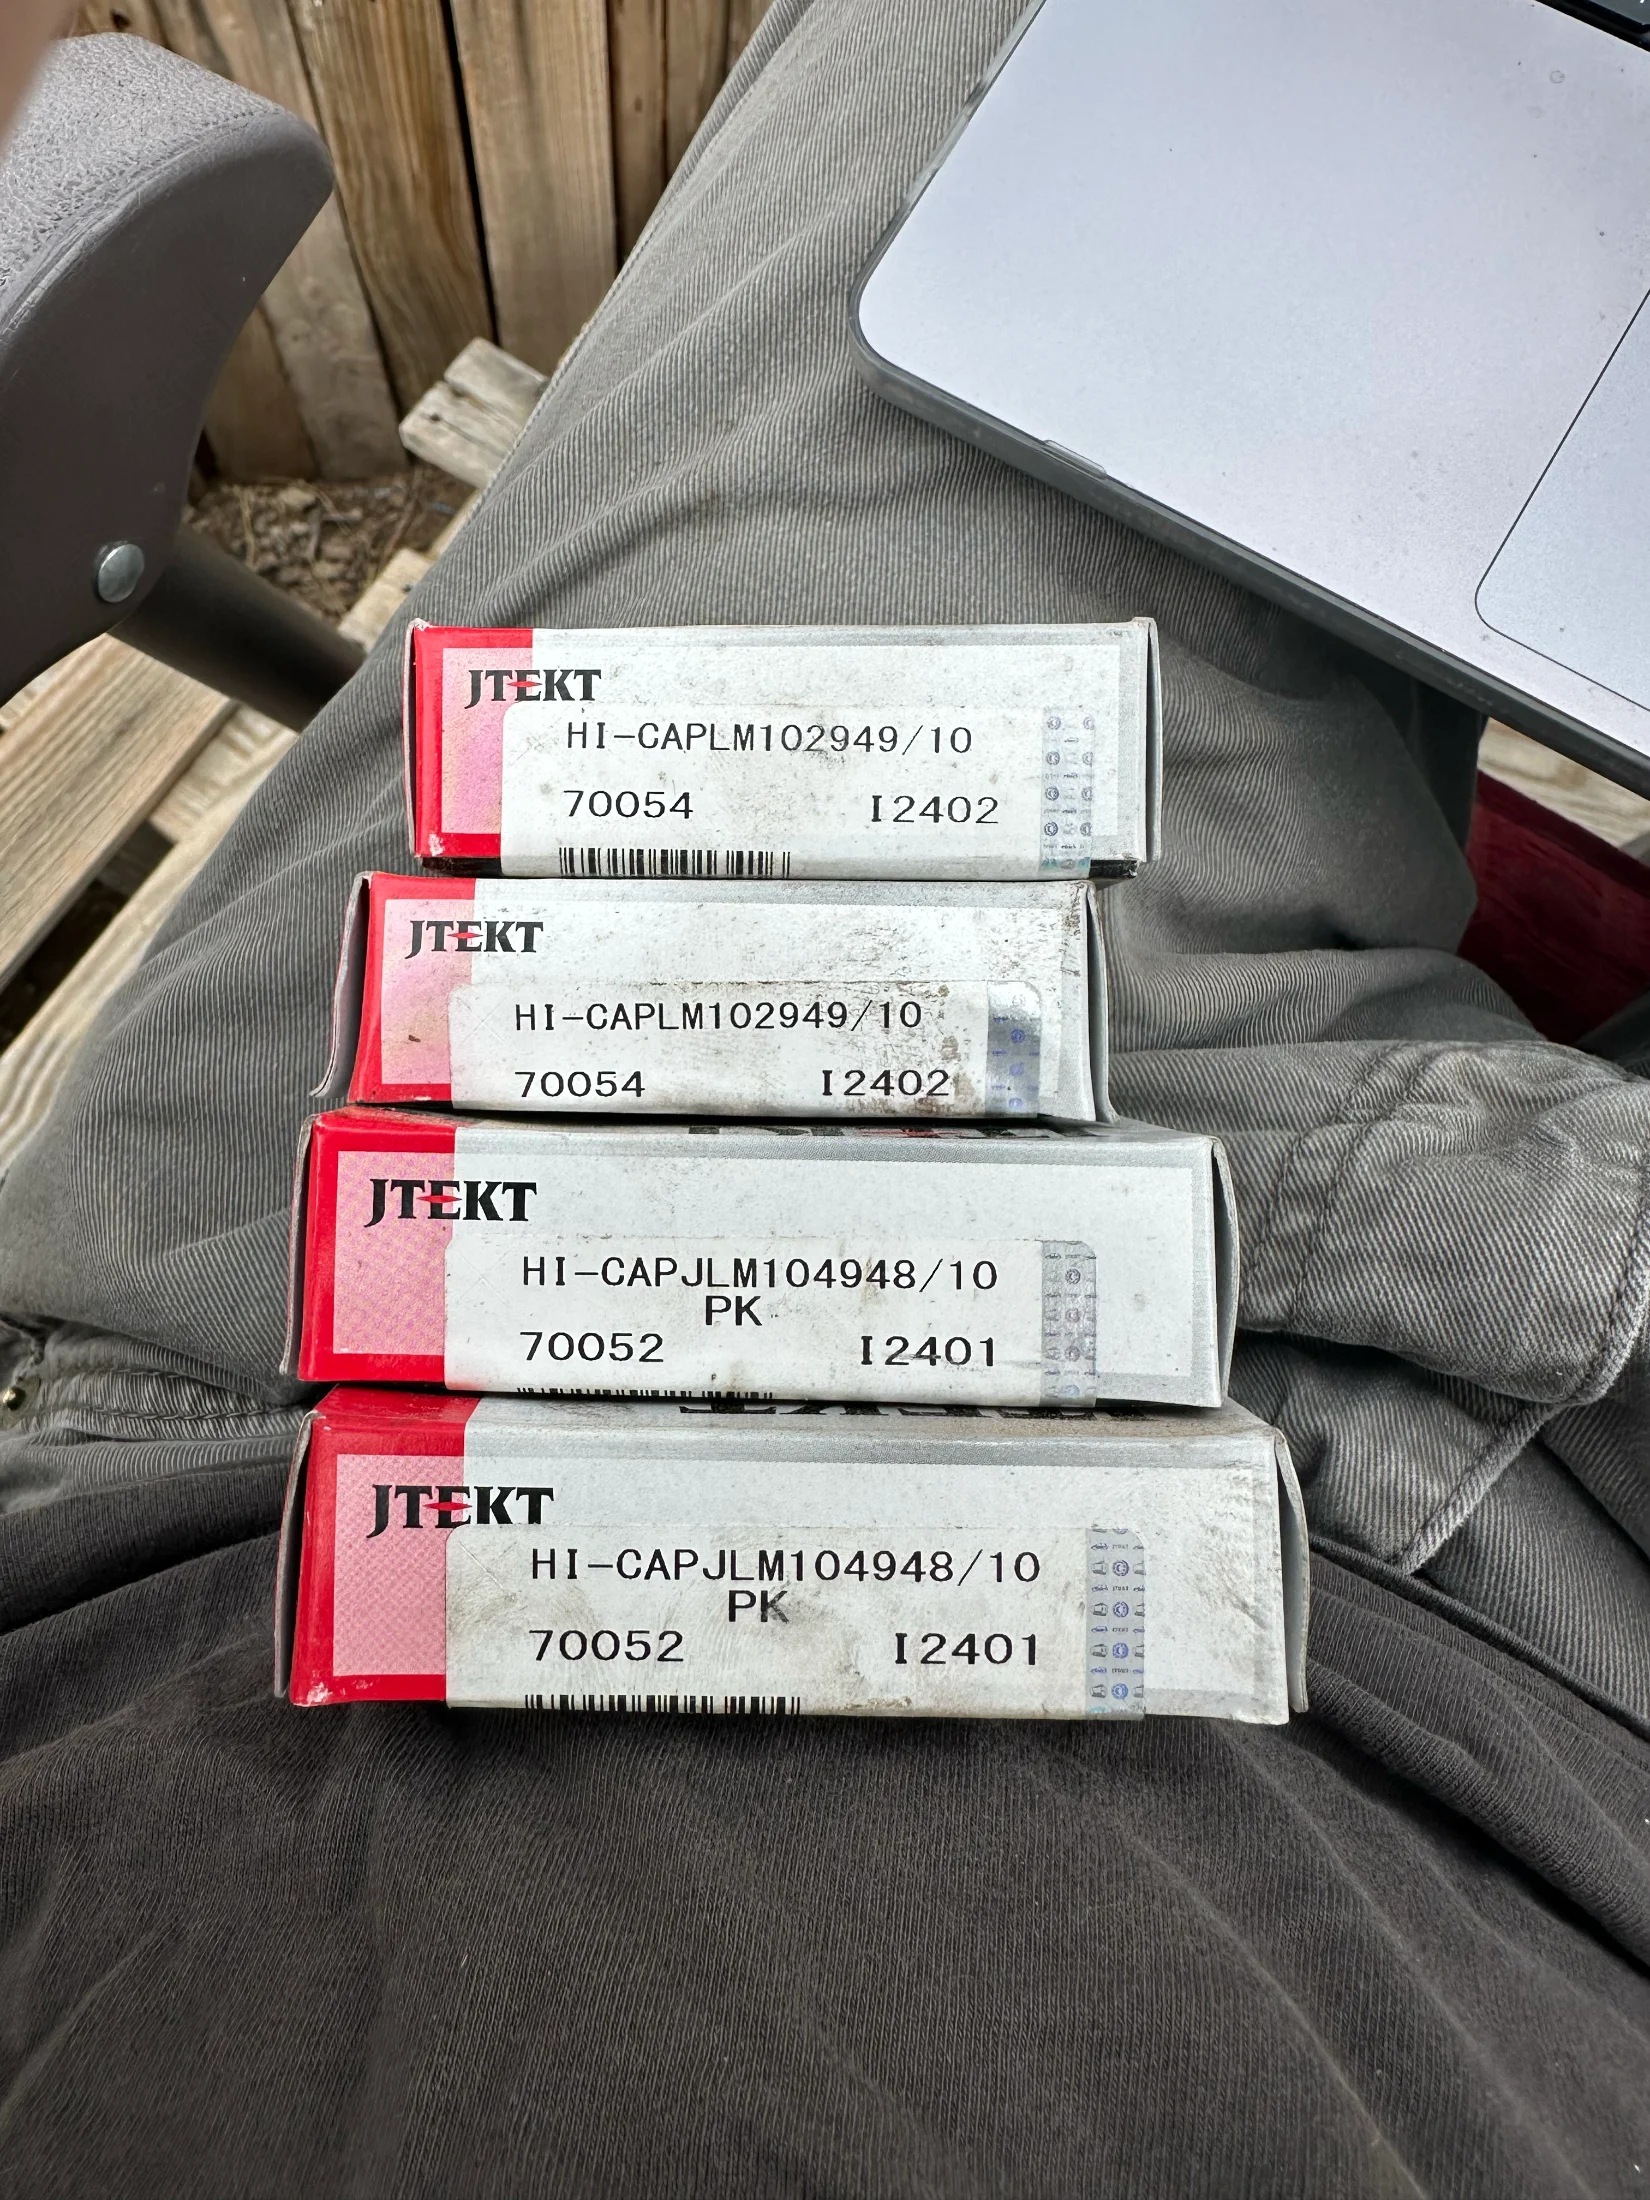 JTEKT
HI-CAPLM102949/10
70054 I2402
JTEKT
HI-CAPLM102949/10
70054 I2402
JTEKT
HI-CAPJLM104948/10
PK
70052 I2401
JTEKT
HI-CAPJLM104948/10
PK
70052 I2401